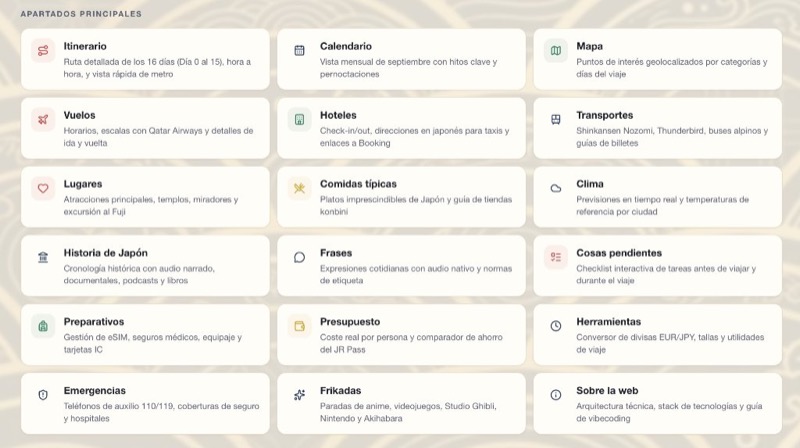 APARTADOS PRINCIPALES
Itinerario
Ruta detallada de los 16 días (Día 0 al 15), hora a
hora, y vista rápida de metro
Calendario
Vista mensual de septiembre con hitos clave y
pernoctaciones
Mapa
Puntos de interés geolocalizados por categorías y
días del viaje
Vuelos
Horarios, escalas con Qatar Airways y detalles de
ida y vuelta
Hoteles
Check-in/out, direcciones en japonés para taxis y
enlaces a Booking
Transportes
Shinkansen Nozomi, Thunderbird, buses alpinos y
guías de billetes
Lugares
Atracciones principales, templos, miradores y
excursión al Fuji
Comidas típicas
Platos imprescindibles de Japón y guía de tiendas
konbini
Clima
Previsiones en tiempo real y temperaturas de
referencia por ciudad
Historia de Japón
Cronología histórica con audio narrado,
documentales, podcasts y libros
Frases
Expresiones cotidianas con audio nativo y normas
de etiqueta
Cosas pendientes
Checklist interactiva de tareas antes de viajar y
durante el viaje
Preparativos
Gestión de eSIM, seguros médicos, equipaje y
tarjetas IC
Presupuesto
Coste real por persona y comparador de ahorro
del JR Pass
Herramientas
Conversor de divisas EUR/JPY, tallas y utilidades
de viaje
Emergencias
Teléfonos de auxilio 110/119, coberturas de seguro
y hospitales
Frikadas
Paradas de anime, videojuegos, Studio Ghibli,
Nintendo y Akihabara
Sobre la web
Arquitectura técnica, stack de tecnologías y guía
de vibecoding